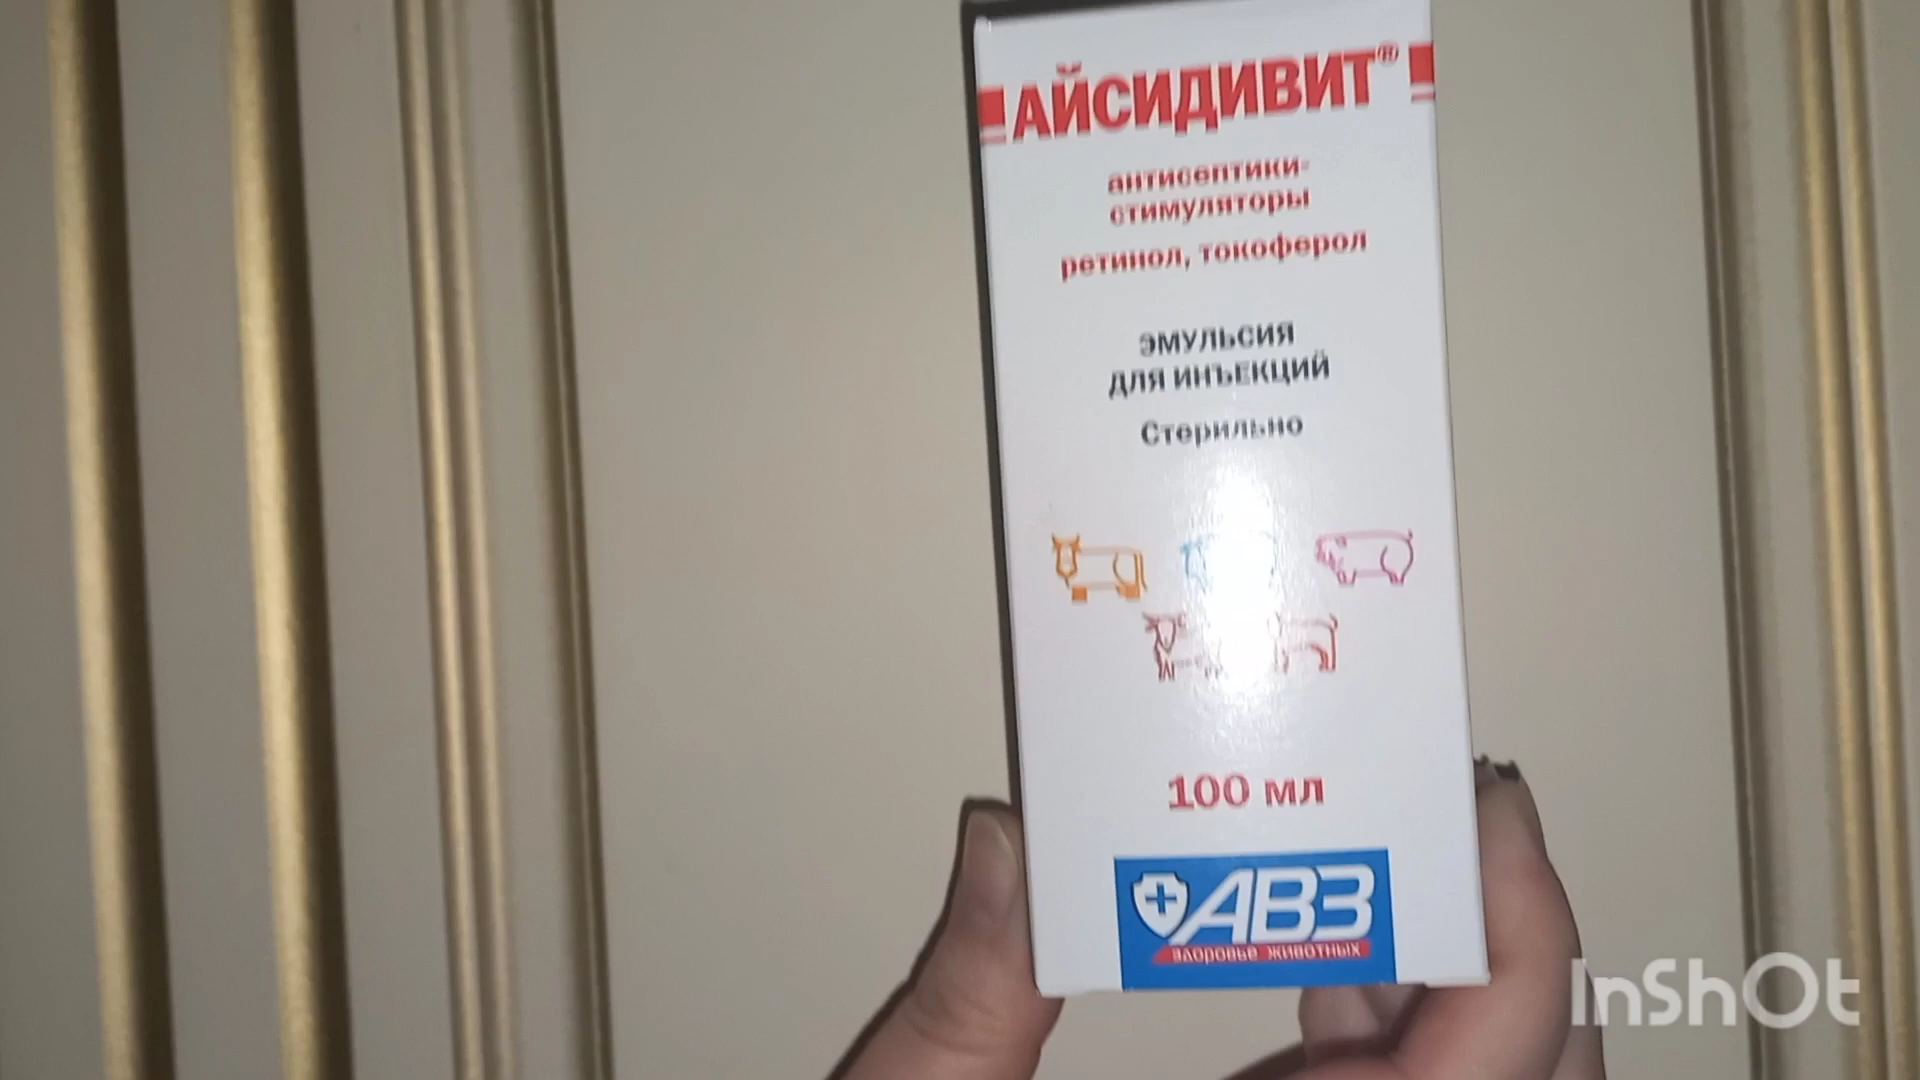 АЙСИДИВИТ®
антисептики-
стимуляторы
ретинол, токоферол
ЭМУЛЬСИЯ
ДЛЯ ИНЪЕКЦИЙ
Стерильно
100 мл
АВЗ
здоровье животных
InShOt